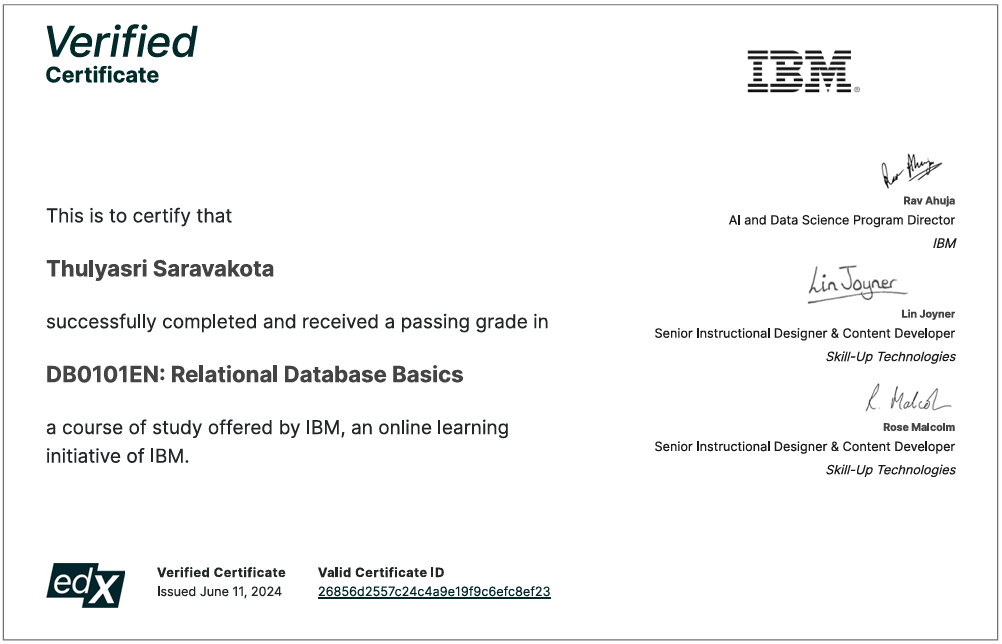 Verified
Certificate
IBM®
This is to certify that
Thulyasri Saravakota
successfully completed and received a passing grade in
DB0101EN: Relational Database Basics
a course of study offered by IBM, an online learning
initiative of IBM.
Rav Ahuja
Rav Ahuja
AI and Data Science Program Director
IBM
Lin Joyner
Lin Joyner
Senior Instructional Designer & Content Developer
Skill-Up Technologies
R. Malcolm
Rose Malcolm
Senior Instructional Designer & Content Developer
Skill-Up Technologies
edX
Verified Certificate
Issued June 11, 2024
Valid Certificate ID
26856d2557c24c4a9e19f9c6efc8ef23